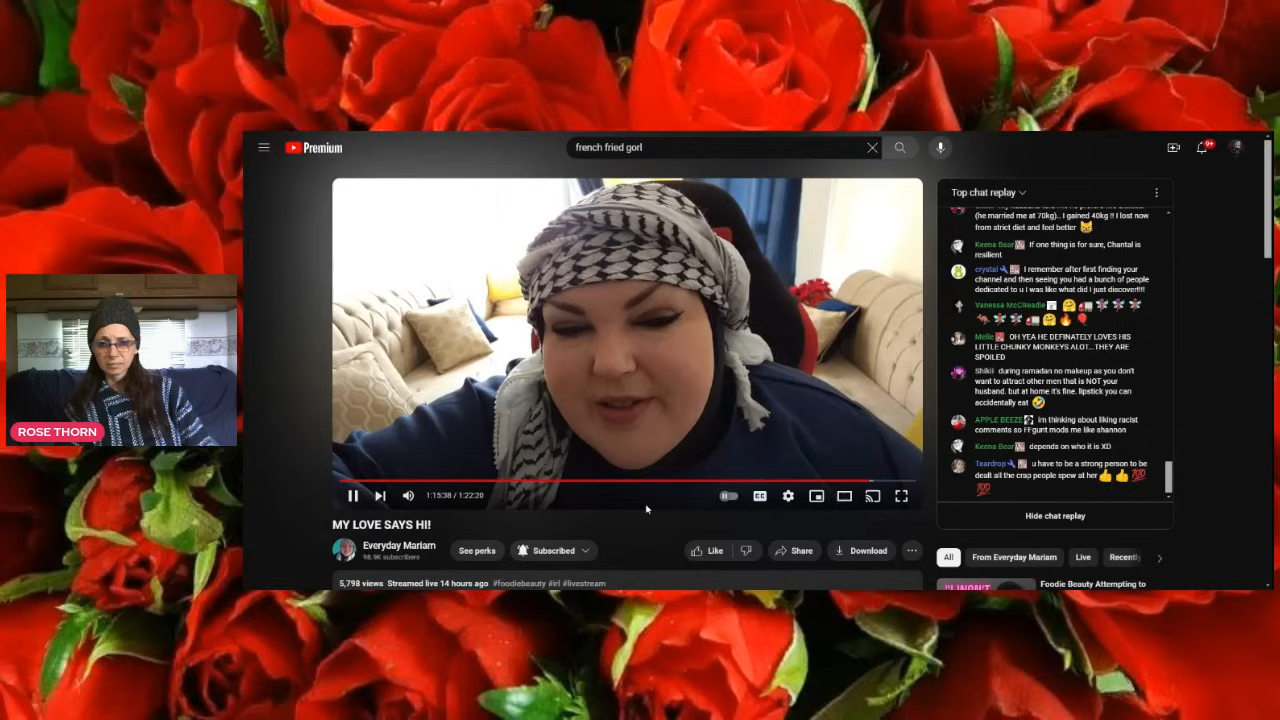 Premium
french fried gorl
9+
Top chat replay
(he married me at 70kg).. I gained 40kg !! I lost now
from strict diet and feel better
Keena Bear If one thing is for sure, Chantal is
resilient
crystal I remember after first finding your
channel and then seeing you had a bunch of people
dedicated to u I was like what did I just discover!!!!
Vanessa McCReadie
Melle OH YEA HE DEFINATELY LOVES HIS
LITTLE CHUNKY MONKEYS ALOT...THEY ARE
SPOILED
Shikii during ramadan no makeup as you don't
want to attract other men that is NOT your
husband. but at home it's fine. lipstick you can
accidentally eat
APPLE BEEZE im thinking about liking racist
comments so FFgurt mods me like shannon
Keena Bear depends on who it is XD
Teardrop u have to be a strong person to be
dealt all the crap people spew at her
Hide chat replay
ROSE THORN
1:15:38 / 1:22:20
CC
MY LOVE SAYS HI!
Everyday Mariam
98.9K subscribers
See perks
Subscribed
Like
Share
Download
All
From Everyday Mariam
Live
Recently
5,798 views Streamed live 14 hours ago #foodiebeauty #irl #livestream
"I WON'T
Foodie Beauty Attempting to